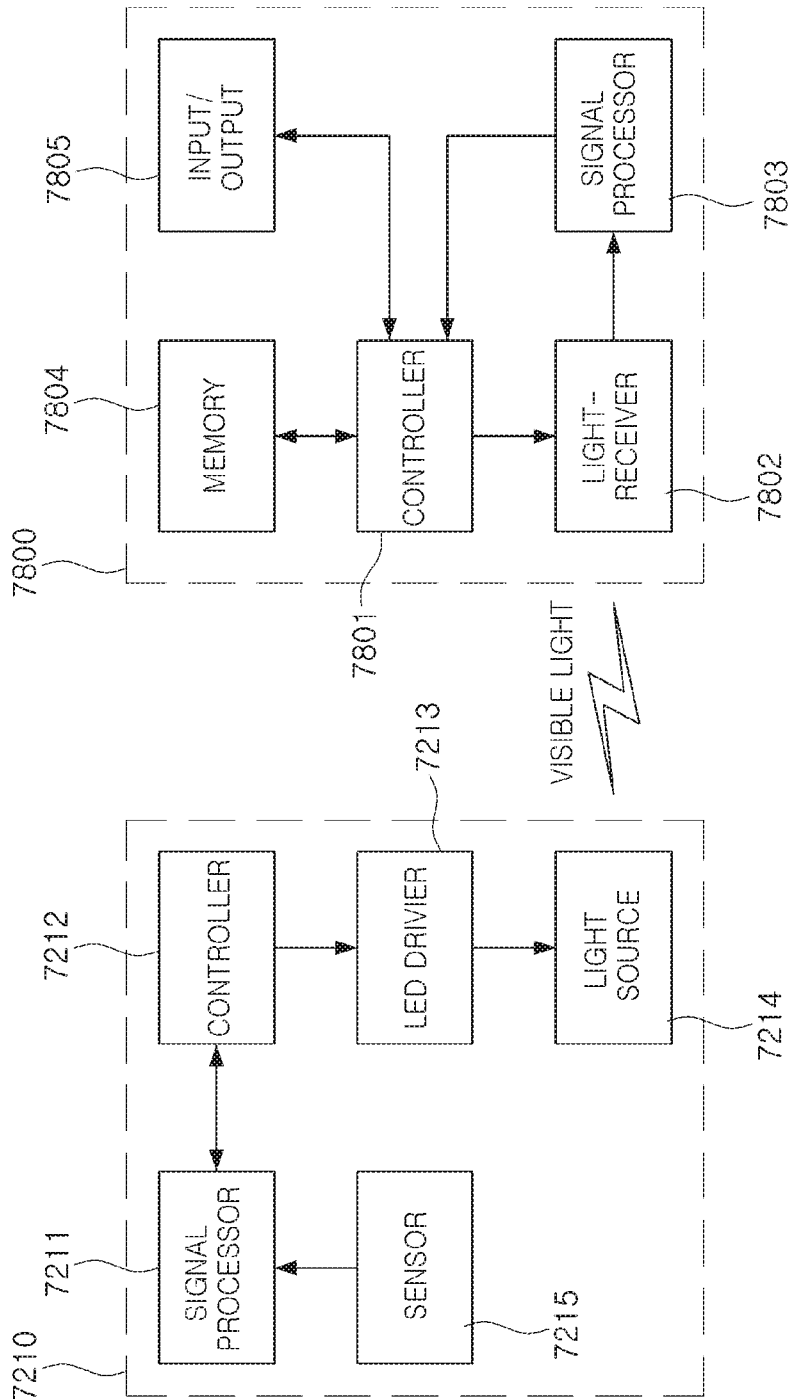 7210
7211
SIGNAL
PROCESSOR
7212
CONTROLLER
SENSOR
7215
LED DRIVIER
7213
LIGHT
SOURCE
7214
VISIBLE LIGHT
7800
7804
MEMORY
7805
INPUT/
OUTPUT
CONTROLLER
7801
LIGHT-
RECEIVER
7802
SIGNAL
PROCESSOR
7803